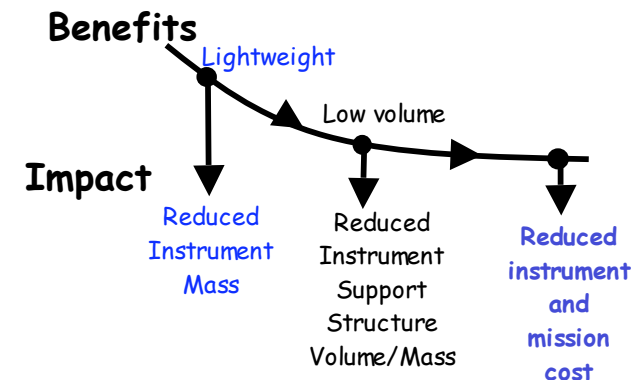 Benefits
Lightweight
Low volume
Impact
Reduced
Instrument
Mass
Reduced
Instrument
Support
Structure
Volume/Mass
Reduced
instrument
and
mission
cost